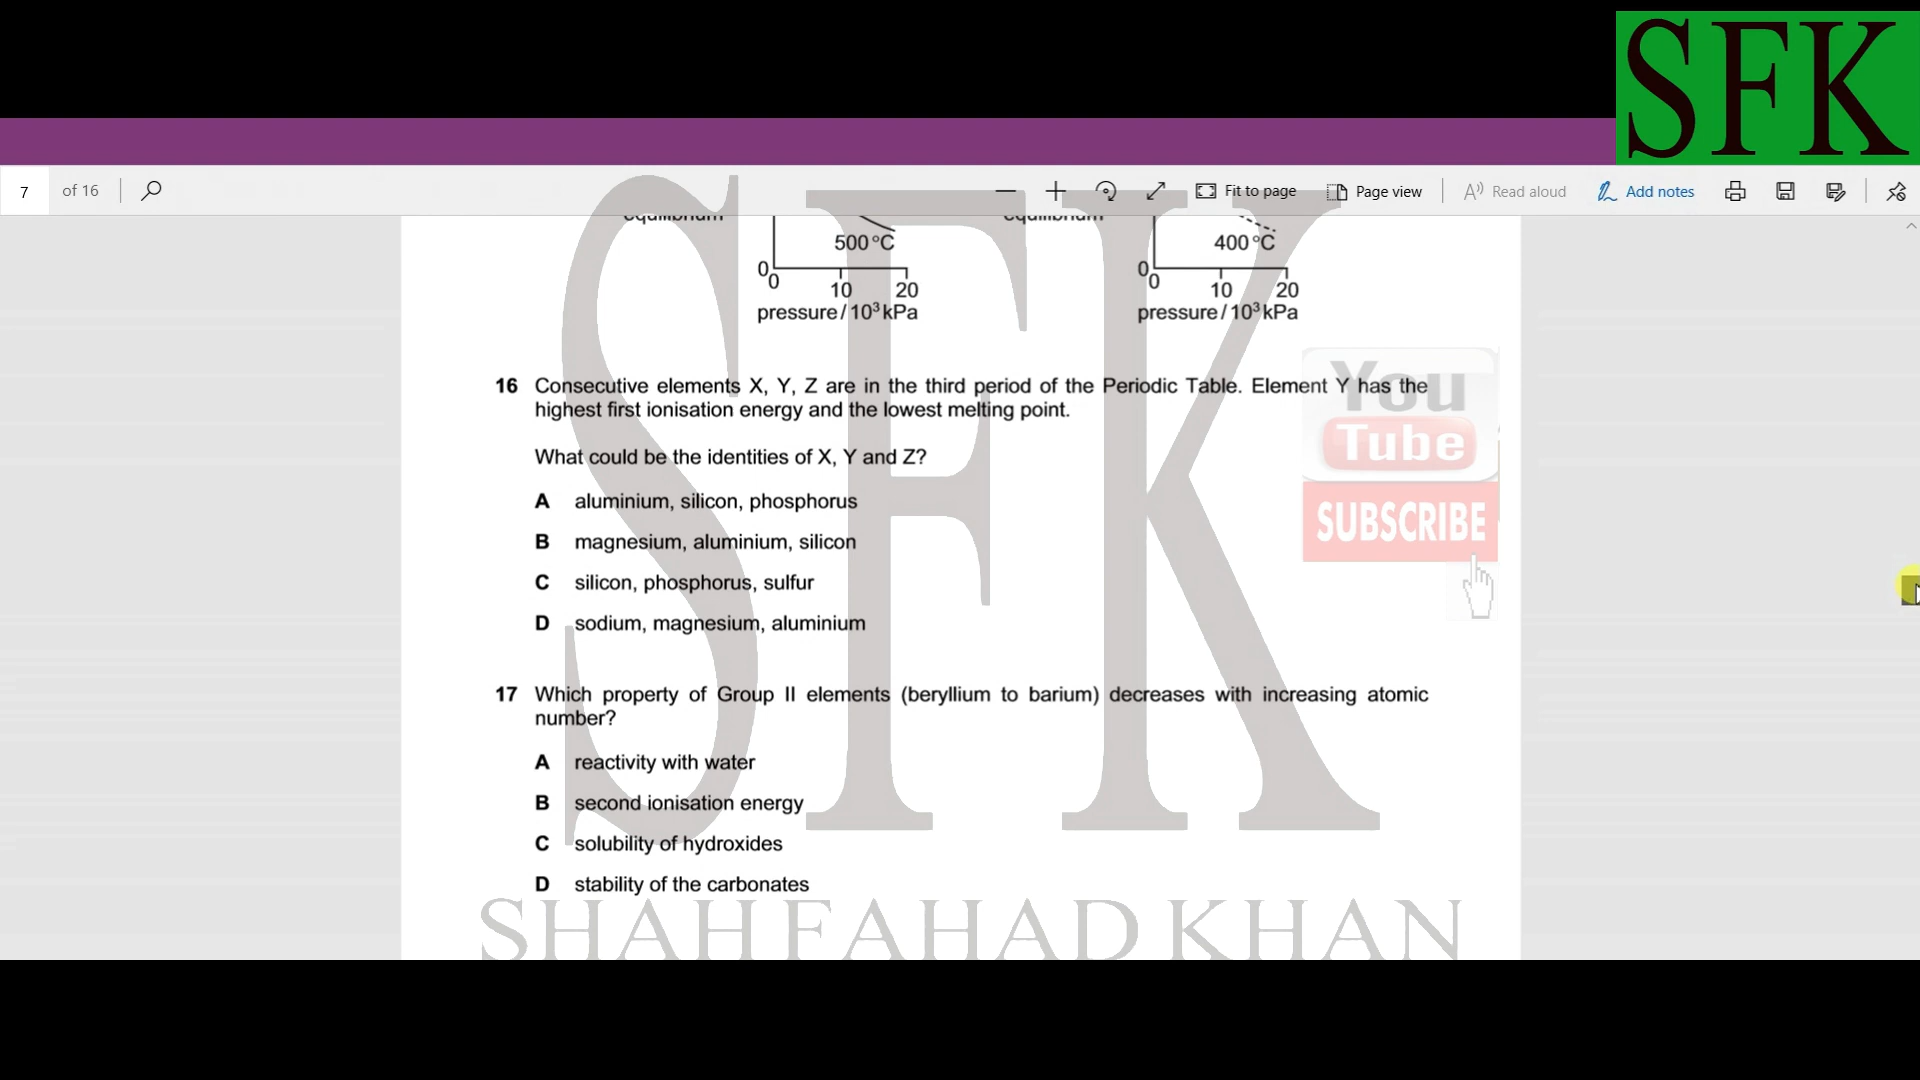 SFK
7 of 16 Fit to page Page view Read aloud Add notes
equilibrium equilibrium
500 °C 400 °C
0 0
0 10 20 0 10 20
pressure / 10³ kPa pressure / 10³ kPa
16 Consecutive elements X, Y, Z are in the third period of the Periodic Table. Element Y has the
highest first ionisation energy and the lowest melting point.
What could be the identities of X, Y and Z?
A aluminium, silicon, phosphorus
B magnesium, aluminium, silicon
C silicon, phosphorus, sulfur
D sodium, magnesium, aluminium
You
Tube
SUBSCRIBE
17 Which property of Group II elements (beryllium to barium) decreases with increasing atomic
number?
A reactivity with water
B second ionisation energy
C solubility of hydroxides
D stability of the carbonates
SFK
SHAH FAHAD KHAN